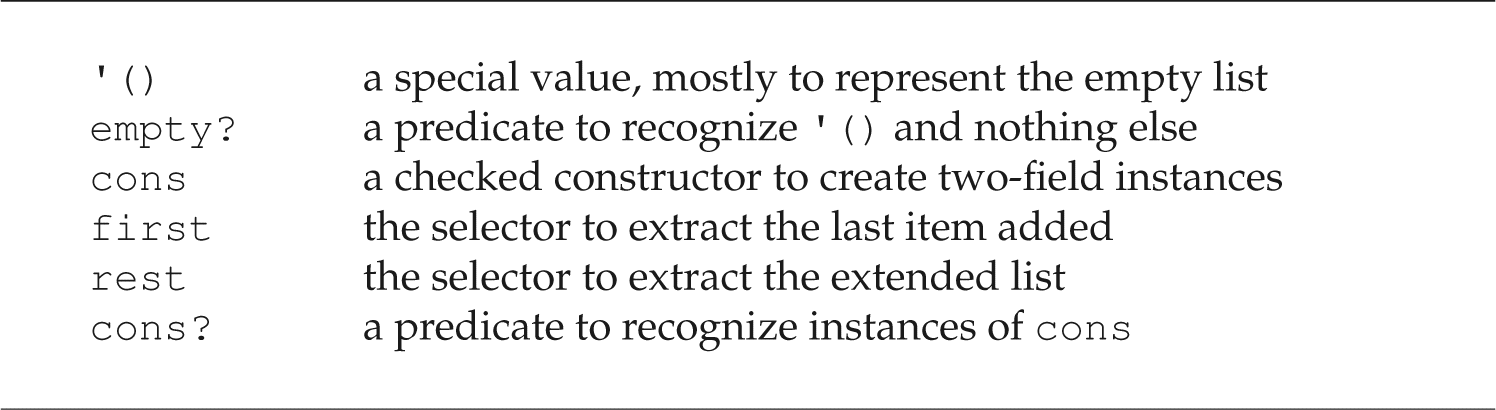 '() a special value, mostly to represent the empty list
empty? a predicate to recognize '() and nothing else
cons a checked constructor to create two-field instances
first the selector to extract the last item added
rest the selector to extract the extended list
cons? a predicate to recognize instances of cons